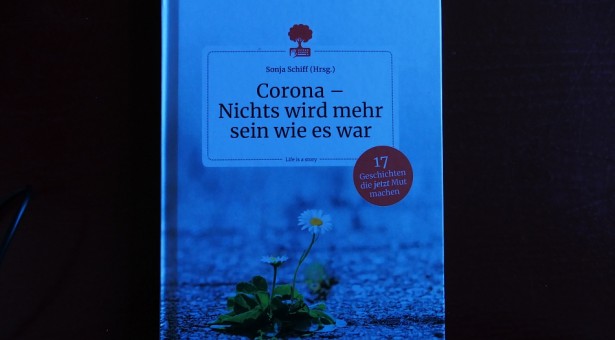 Sonja Schiff (Hrsg.)
Corona –
Nichts wird mehr
sein wie es war
Life is a story
17
Geschichten
die jetzt Mut
machen